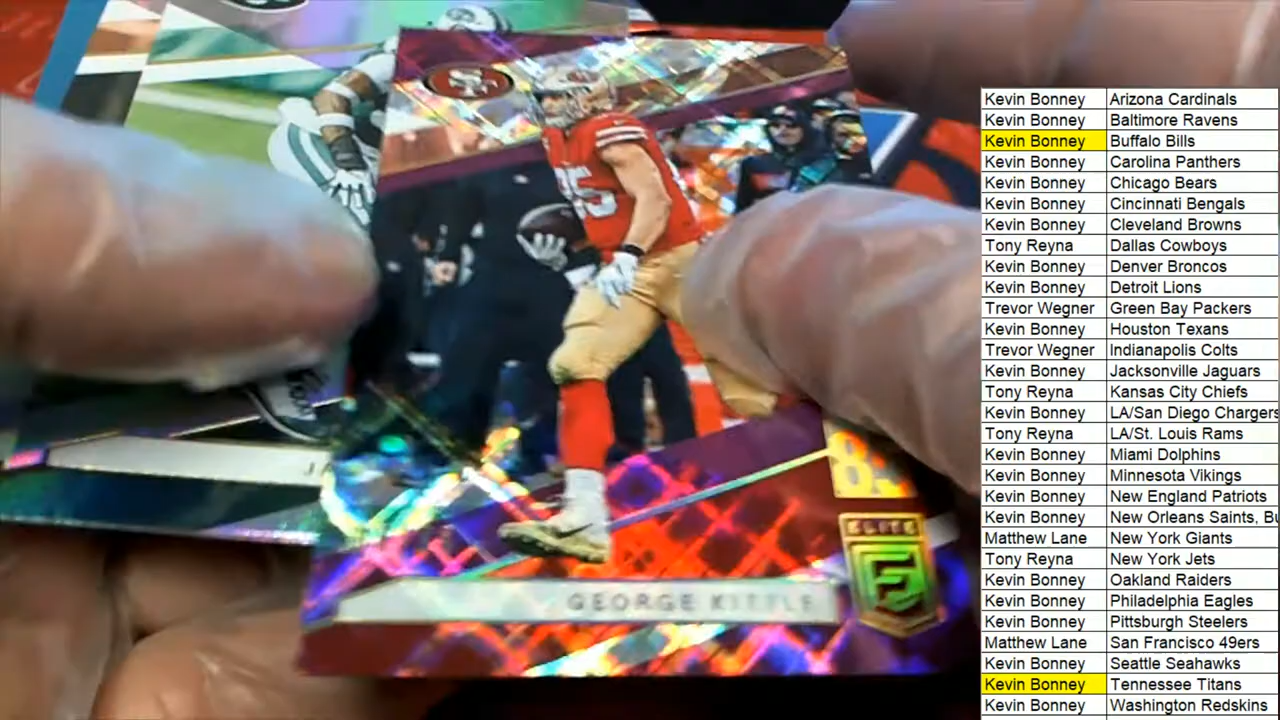 SF
85
85
ELITE
E
GEORGE KITTLE
Kevin Bonney Arizona Cardinals
Kevin Bonney Baltimore Ravens
Kevin Bonney Buffalo Bills
Kevin Bonney Carolina Panthers
Kevin Bonney Chicago Bears
Kevin Bonney Cincinnati Bengals
Kevin Bonney Cleveland Browns
Tony Reyna Dallas Cowboys
Kevin Bonney Denver Broncos
Kevin Bonney Detroit Lions
Trevor Wegner Green Bay Packers
Kevin Bonney Houston Texans
Trevor Wegner Indianapolis Colts
Kevin Bonney Jacksonville Jaguars
Tony Reyna Kansas City Chiefs
Kevin Bonney LA/San Diego Chargers
Tony Reyna LA/St. Louis Rams
Kevin Bonney Miami Dolphins
Kevin Bonney Minnesota Vikings
Kevin Bonney New England Patriots
Kevin Bonney New Orleans Saints,
Matthew Lane New York Giants
Tony Reyna New York Jets
Kevin Bonney Oakland Raiders
Kevin Bonney Philadelphia Eagles
Kevin Bonney Pittsburgh Steelers
Matthew Lane San Francisco 49ers
Kevin Bonney Seattle Seahawks
Kevin Bonney Tennessee Titans
Kevin Bonney Washington Redskins